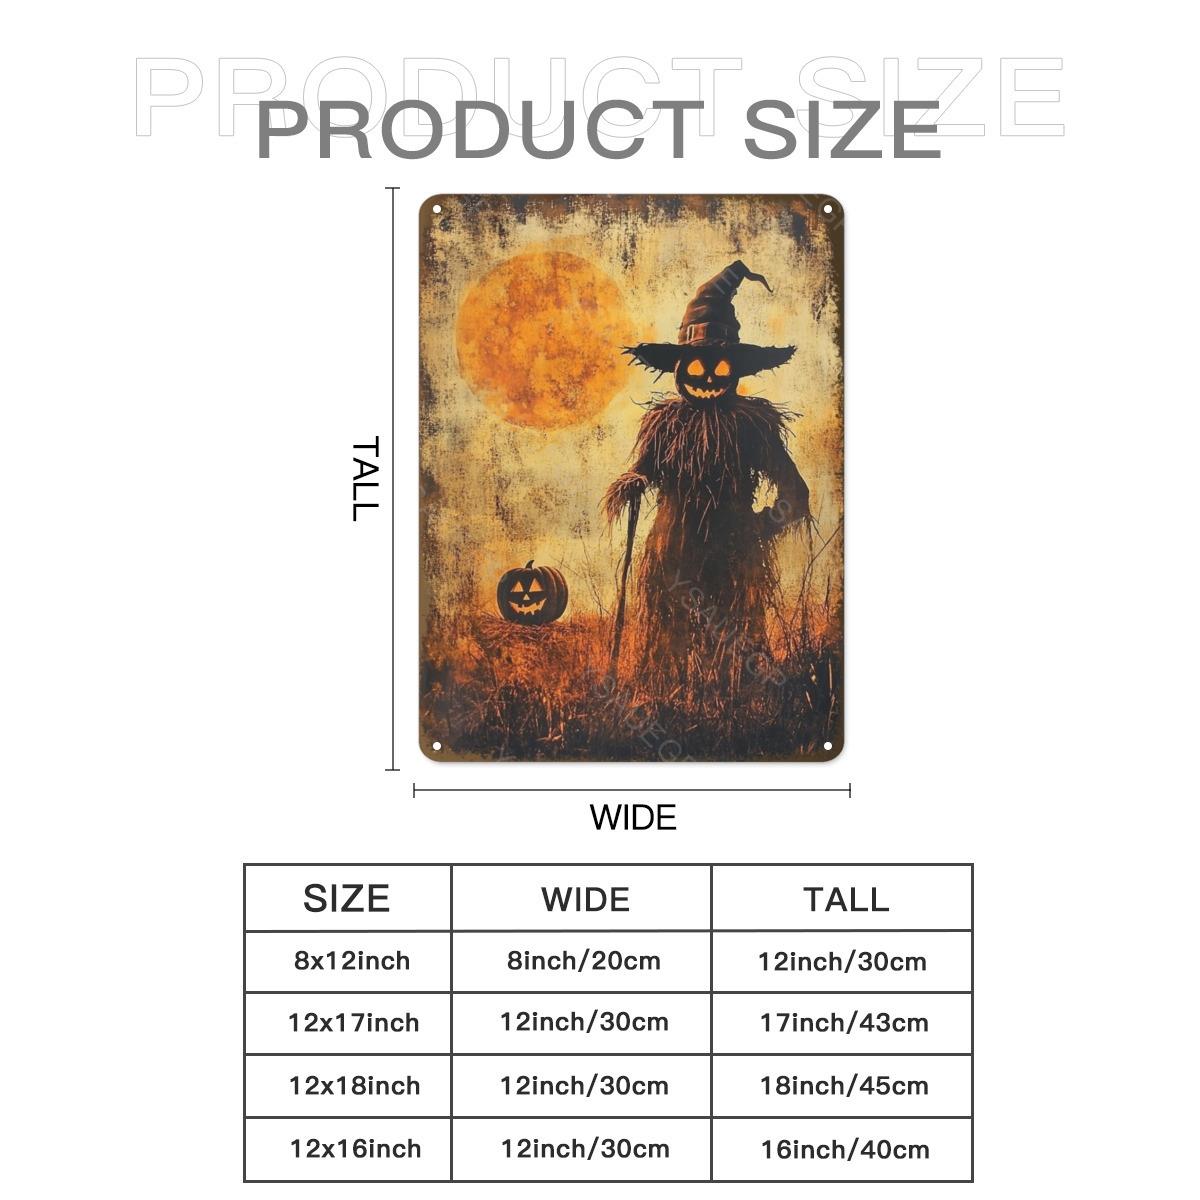 PRODUCT SIZE
PRODUCT SIZE
TALL
YSAUEGP
WIDE
SIZE WIDE TALL
8x12inch 8inch/20cm 12inch/30cm
12x17inch 12inch/30cm 17inch/43cm
12x18inch 12inch/30cm 18inch/45cm
12x16inch 12inch/30cm 16inch/40cm